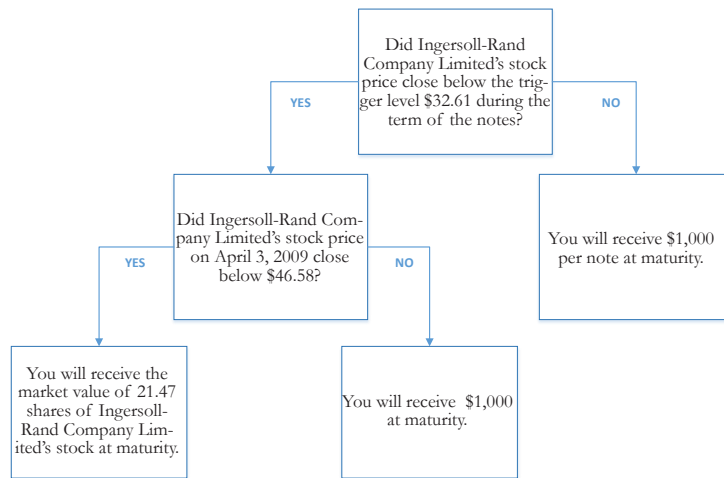 Did Ingersoll-Rand
Company Limited's stock
price close below the trig-
ger level $32.61 during the
term of the notes?
YES
NO
Did Ingersoll-Rand Com-
pany Limited's stock price
on April 3, 2009 close
below $46.58?
You will receive $1,000
per note at maturity.
YES
NO
You will receive the
market value of 21.47
shares of Ingersoll-
Rand Company Lim-
ited's stock at maturity.
You will receive $1,000
at maturity.